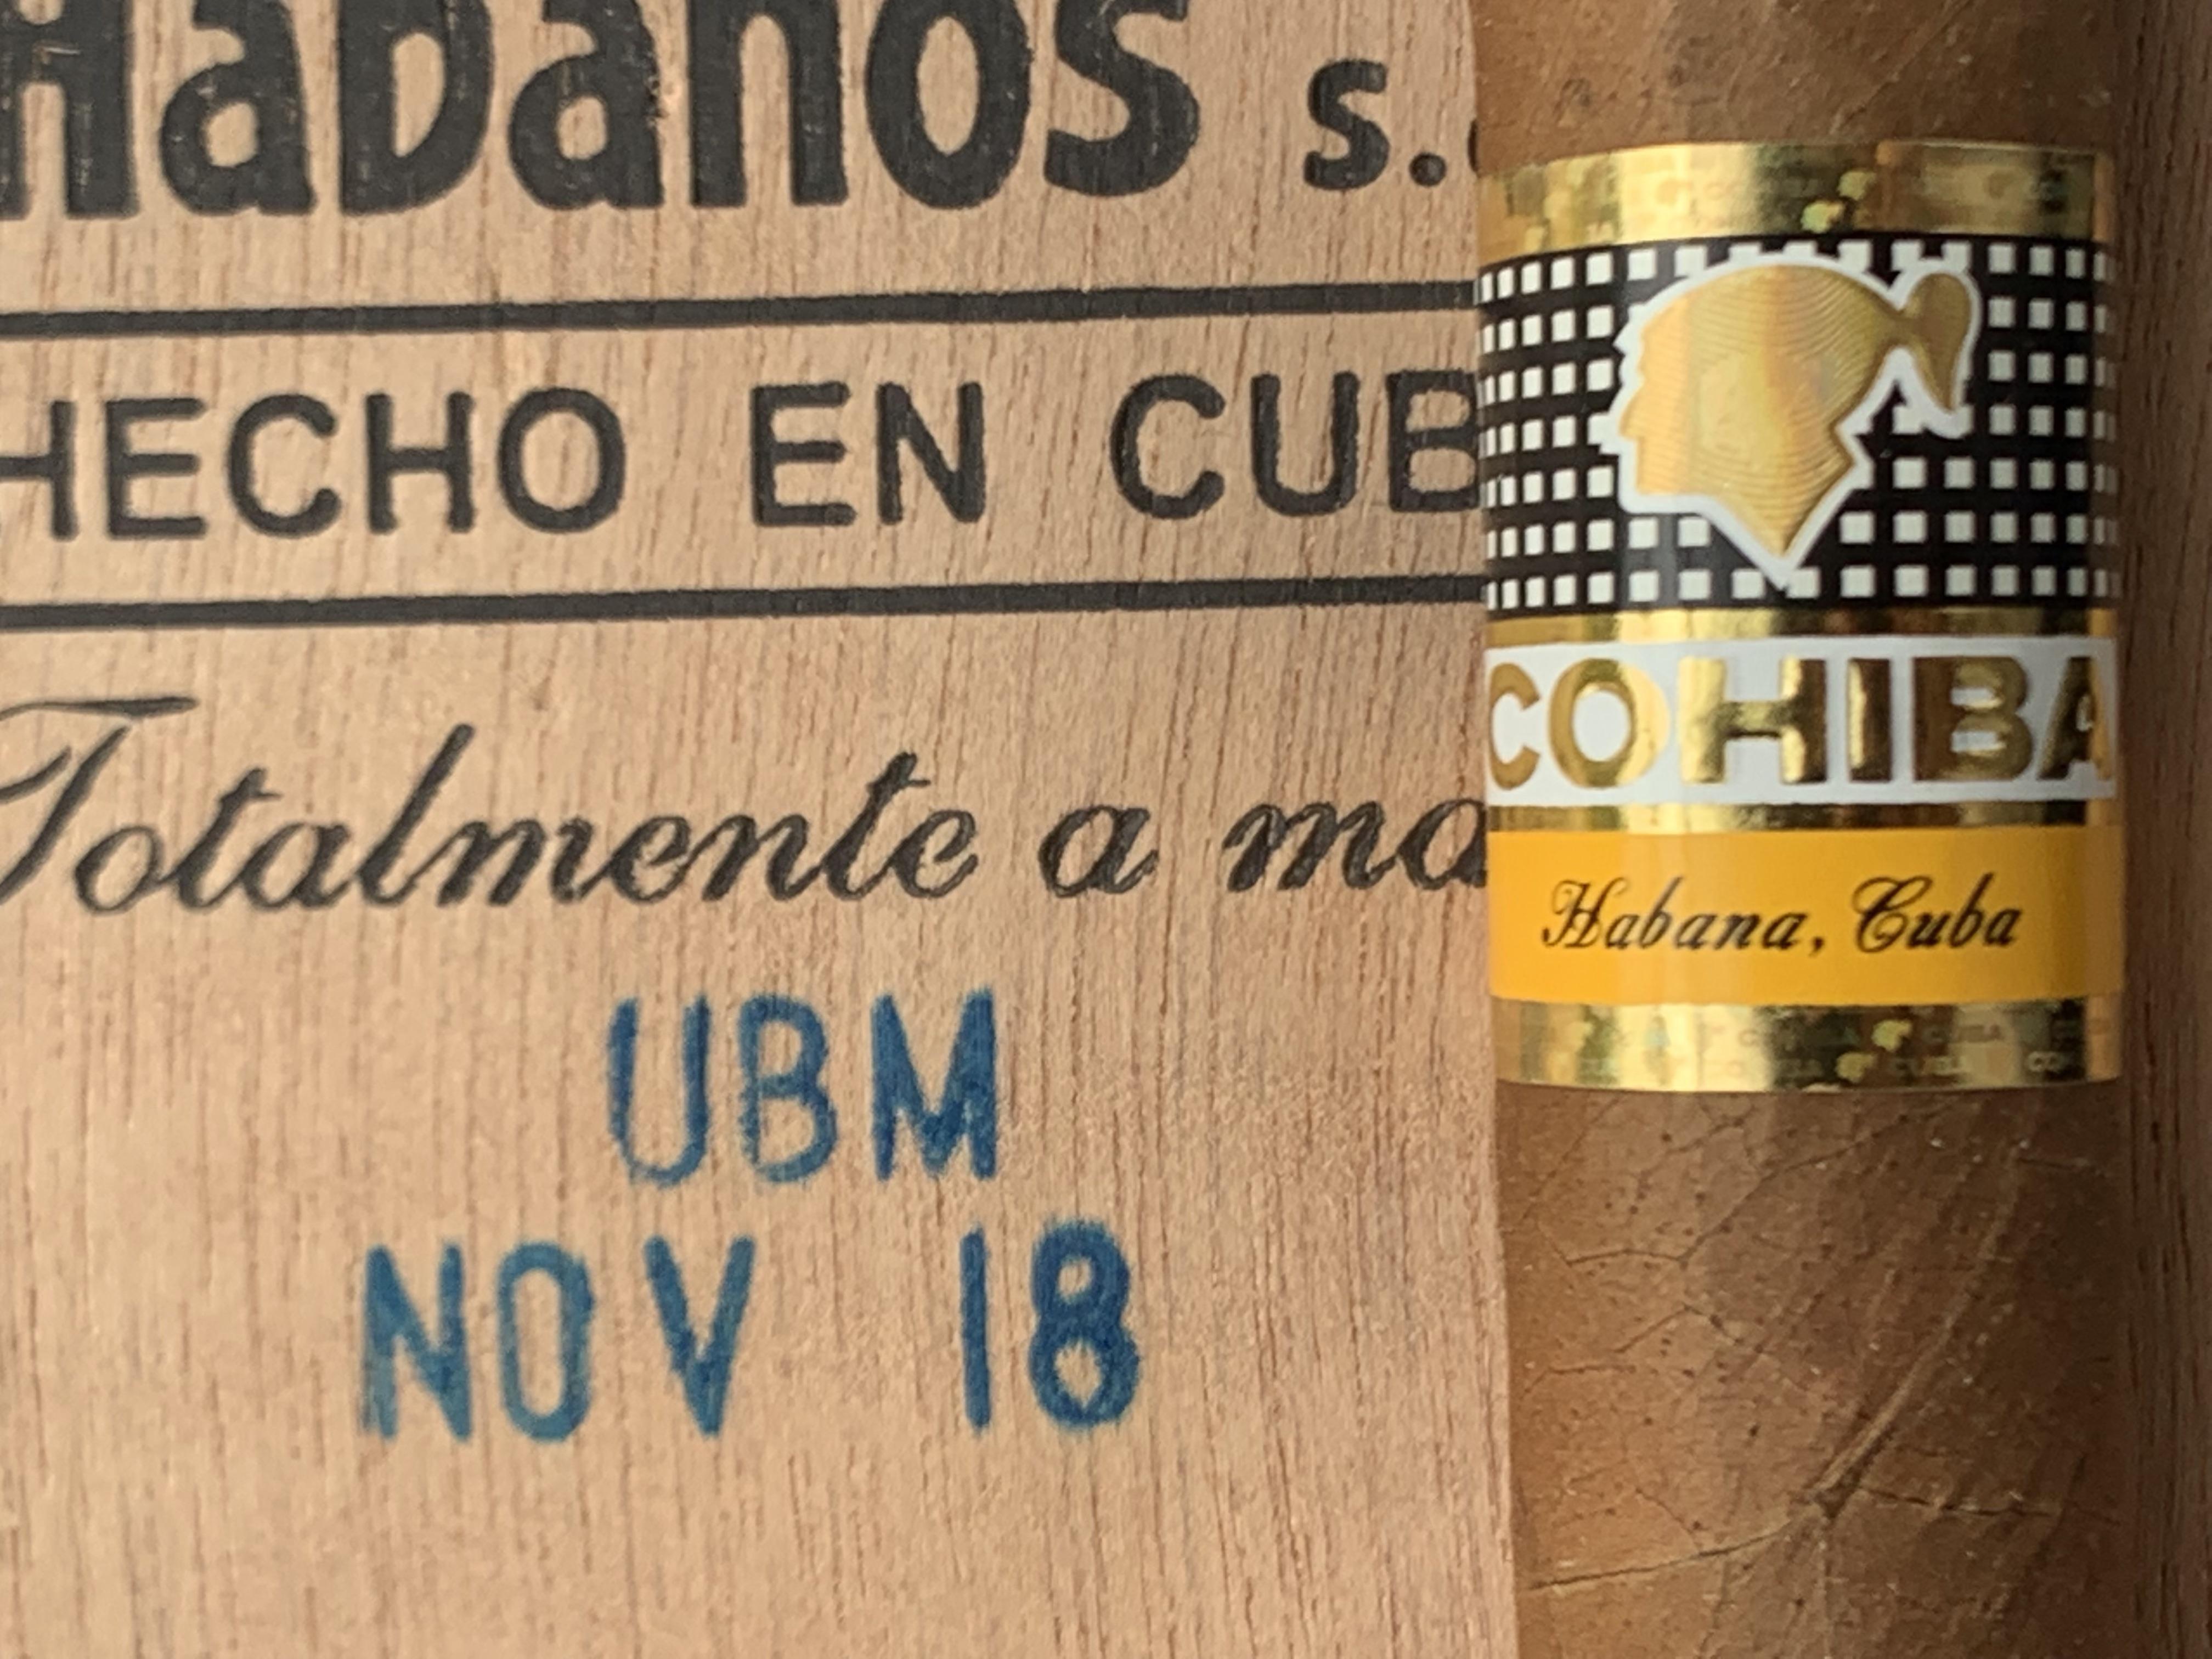 Habanos s.
HECHO EN CUB
Totalmente a ma
UBM
NOV 18
COHIBA
Habana, Cuba